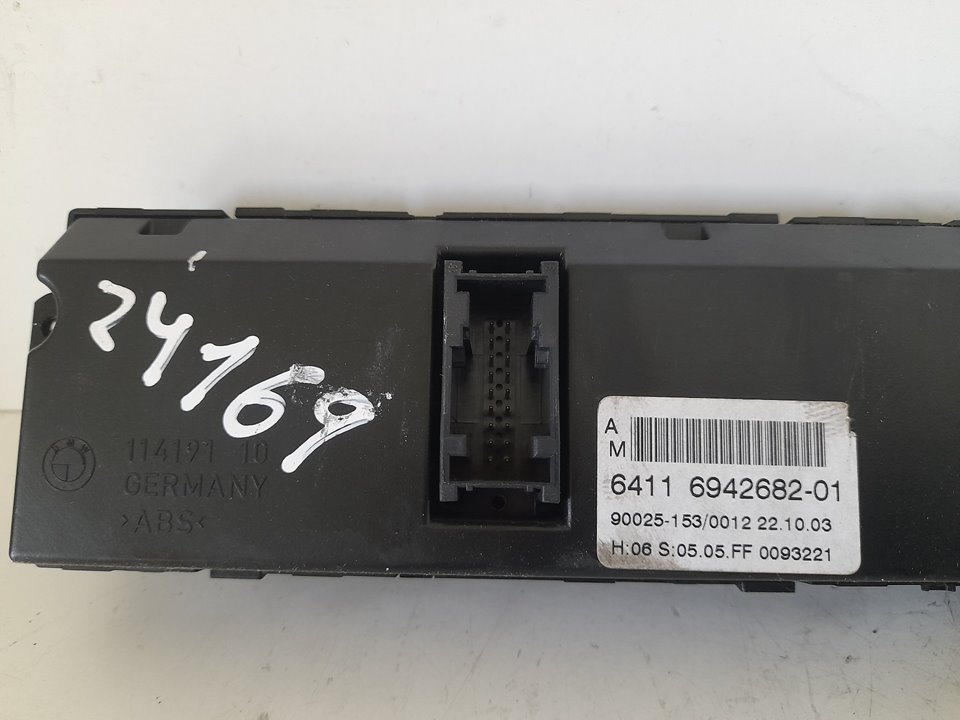 24169
114191 10
GERMANY
>ABS<
A
M
6411 6942682-01
90025-153/0012 22.10.03
H:06 S:05.05.FF 0093221